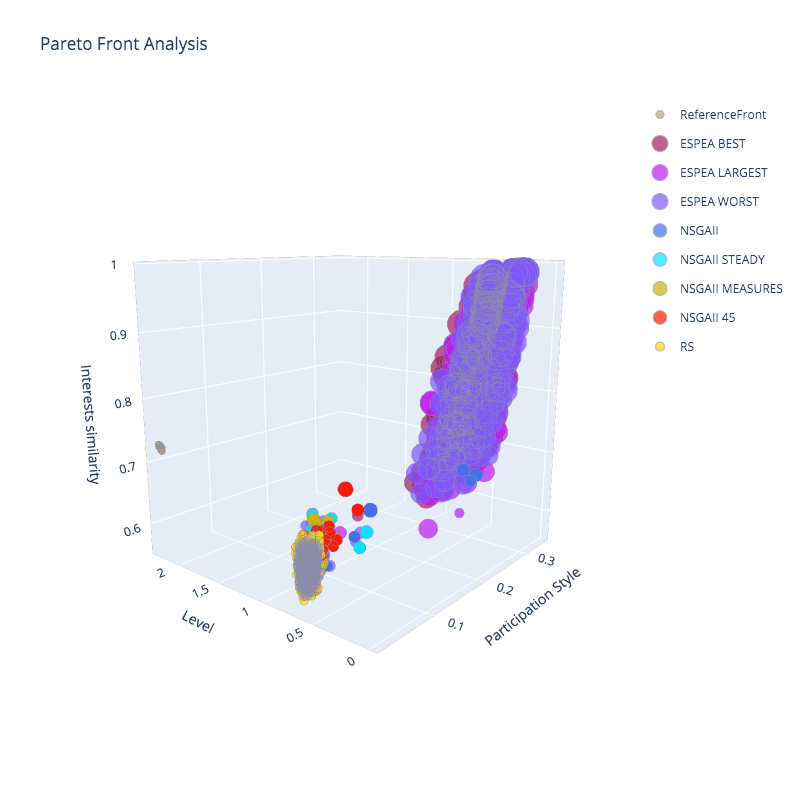 Pareto Front Analysis
ReferenceFront
ESPEA BEST
ESPEA LARGEST
ESPEA WORST
NSGAII
NSGAII STEADY
NSGAII MEASURES
NSGAII 45
RS
1
0.9
0.8
0.7
0.6
Interests similarity
2
1.5
1
0.5
0
Level
0.1
0.2
0.3
Participation Style